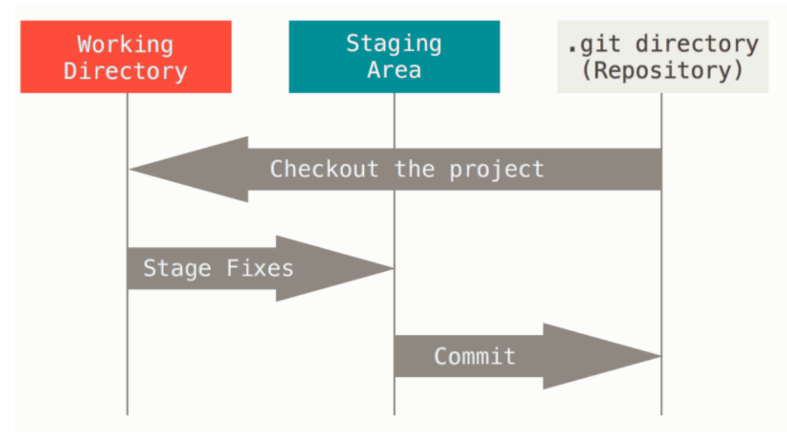 Working
Directory
Staging
Area
.git directory
(Repository)
Checkout the project
Stage Fixes
Commit